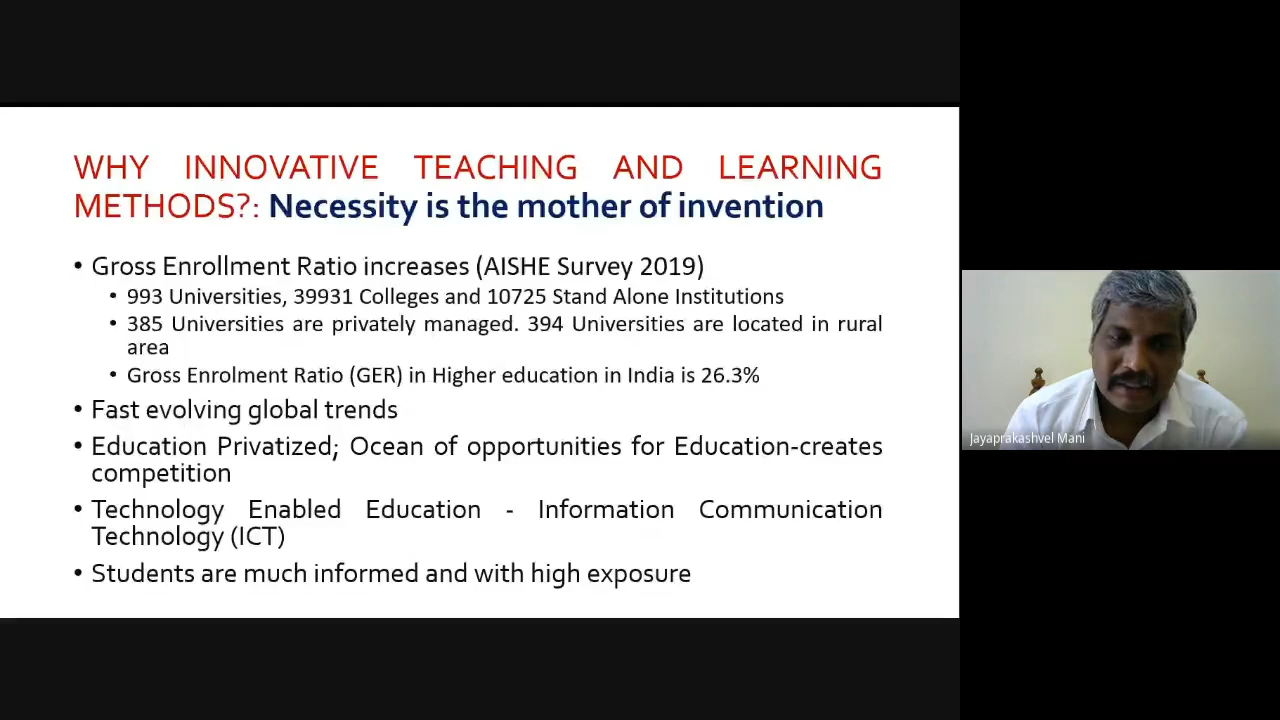 WHY INNOVATIVE TEACHING AND LEARNING
METHODS?: Necessity is the mother of invention
• Gross Enrollment Ratio increases (AISHE Survey 2019)
• 993 Universities, 39931 Colleges and 10725 Stand Alone Institutions
• 385 Universities are privately managed. 394 Universities are located in rural
area
• Gross Enrolment Ratio (GER) in Higher education in India is 26.3%
• Fast evolving global trends
• Education Privatized; Ocean of opportunities for Education-creates
competition
• Technology Enabled Education - Information Communication
Technology (ICT)
• Students are much informed and with high exposure
Jayaprakashvel Mani